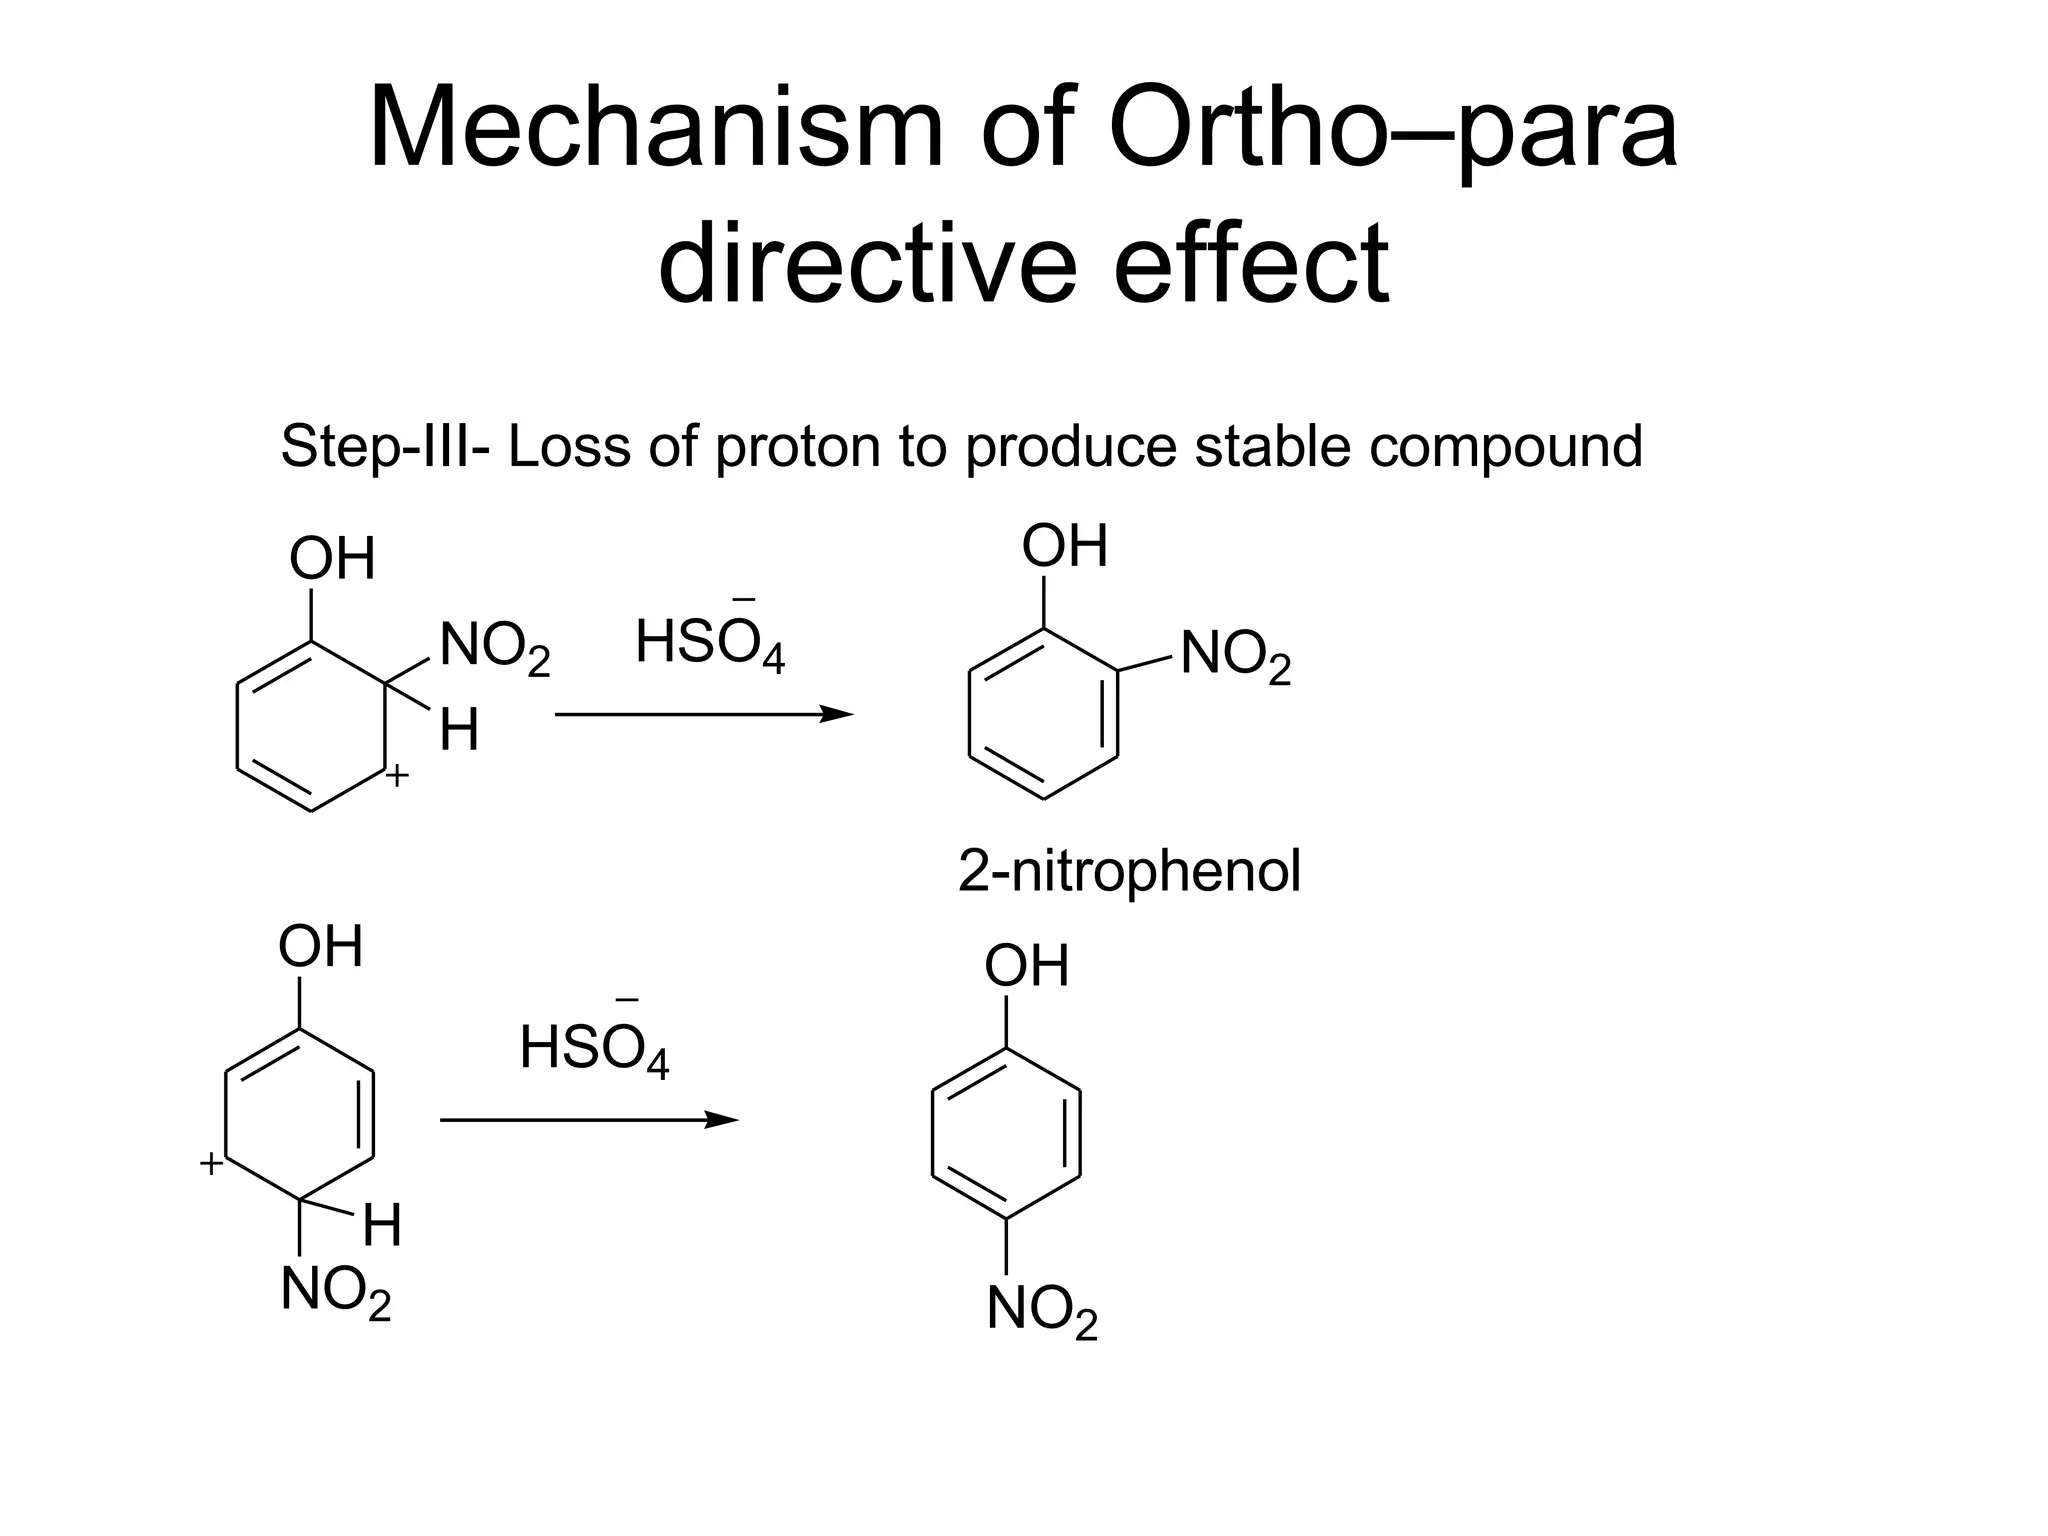 Mechanism of Ortho–para
directive effect
Step-III- Loss of proton to produce stable compound
OH
NO2
H
+
HSO4–
OH
NO2
2-nitrophenol
OH
+
H
NO2
HSO4–
OH
NO2